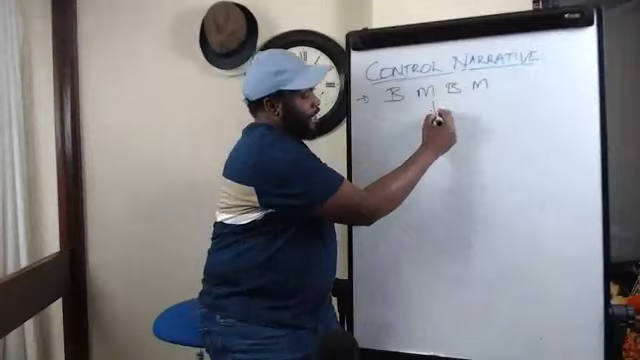 CONTROL NARRATIVE
→ B M B M